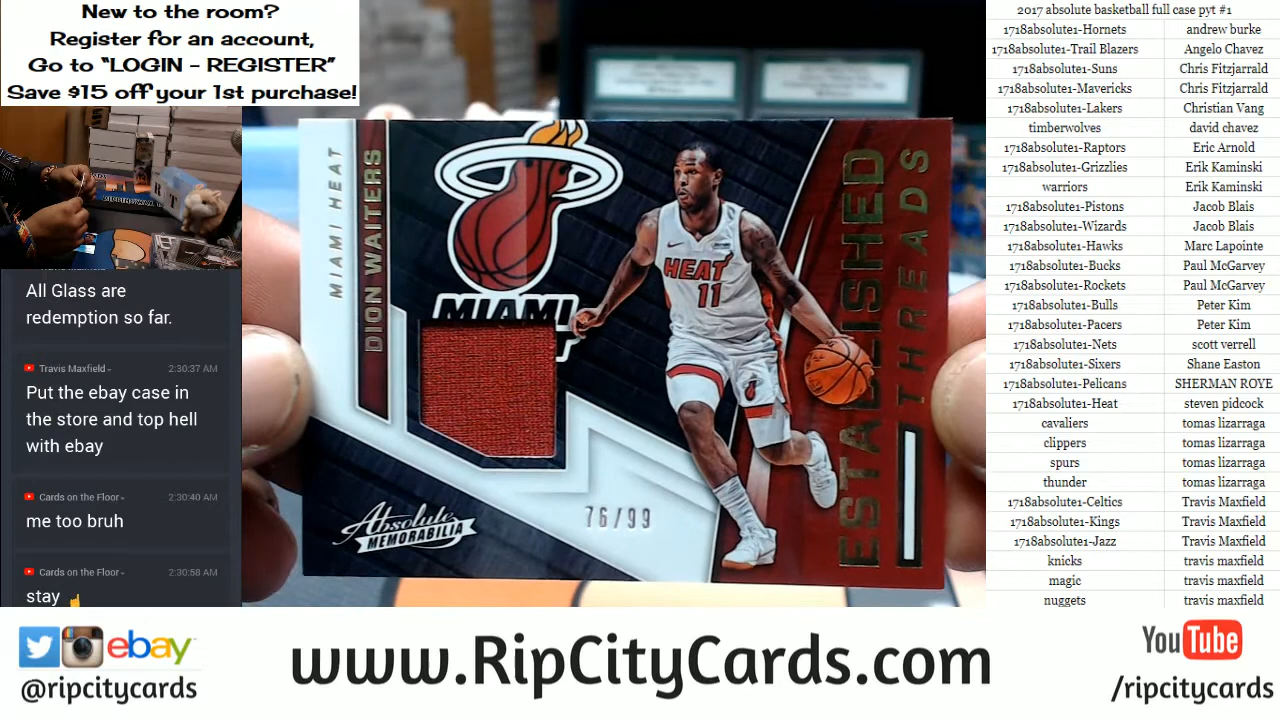 New to the room?
Register for an account,
Go to "LOGIN - REGISTER"
Save $15 off your 1st purchase!
All Glass are
redemption so far.
Travis Maxfield
2:30:37 AM
Put the ebay case in
the store and top hell
with ebay
Cards on the Floor
2:30:40 AM
me too bruh
Cards on the Floor
2:30:58 AM
stay
MIAMI HEAT
DION WAITERS
MIAMI
HEAT
11
ESTABLISHED
THREADS
76/99
Absolute
MEMORABILIA
2017 absolute basketball full case pyt #1
1718absolute1-Hornets andrew burke
1718absolute1-Trail Blazers Angelo Chavez
1718absolute1-Suns Chris Fitzjarrald
1718absolute1-Mavericks Chris Fitzjarrald
1718absolute1-Lakers Christian Vang
timberwolves david chavez
1718absolute1-Raptors Eric Arnold
1718absolute1-Grizzlies Erik Kaminski
warriors Erik Kaminski
1718absolute1-Pistons Jacob Blais
1718absolute1-Wizards Jacob Blais
1718absolute1-Hawks Marc Lapointe
1718absolute1-Bucks Paul McGarvey
1718absolute1-Rockets Paul McGarvey
1718absolute1-Bulls Peter Kim
1718absolute1-Pacers Peter Kim
1718absolute1-Nets scott verrell
1718absolute1-Sixers Shane Easton
1718absolute1-Pelicans SHERMAN ROYE
1718absolute1-Heat steven pidcock
cavaliers tomas lizarraga
clippers tomas lizarraga
spurs tomas lizarraga
thunder tomas lizarraga
1718absolute1-Celtics Travis Maxfield
1718absolute1-Kings Travis Maxfield
1718absolute1-Jazz Travis Maxfield
knicks travis maxfield
magic travis maxfield
nuggets travis maxfield
ebay
@ripcitycards
www.RipCityCards.com
YouTube
/ripcitycards